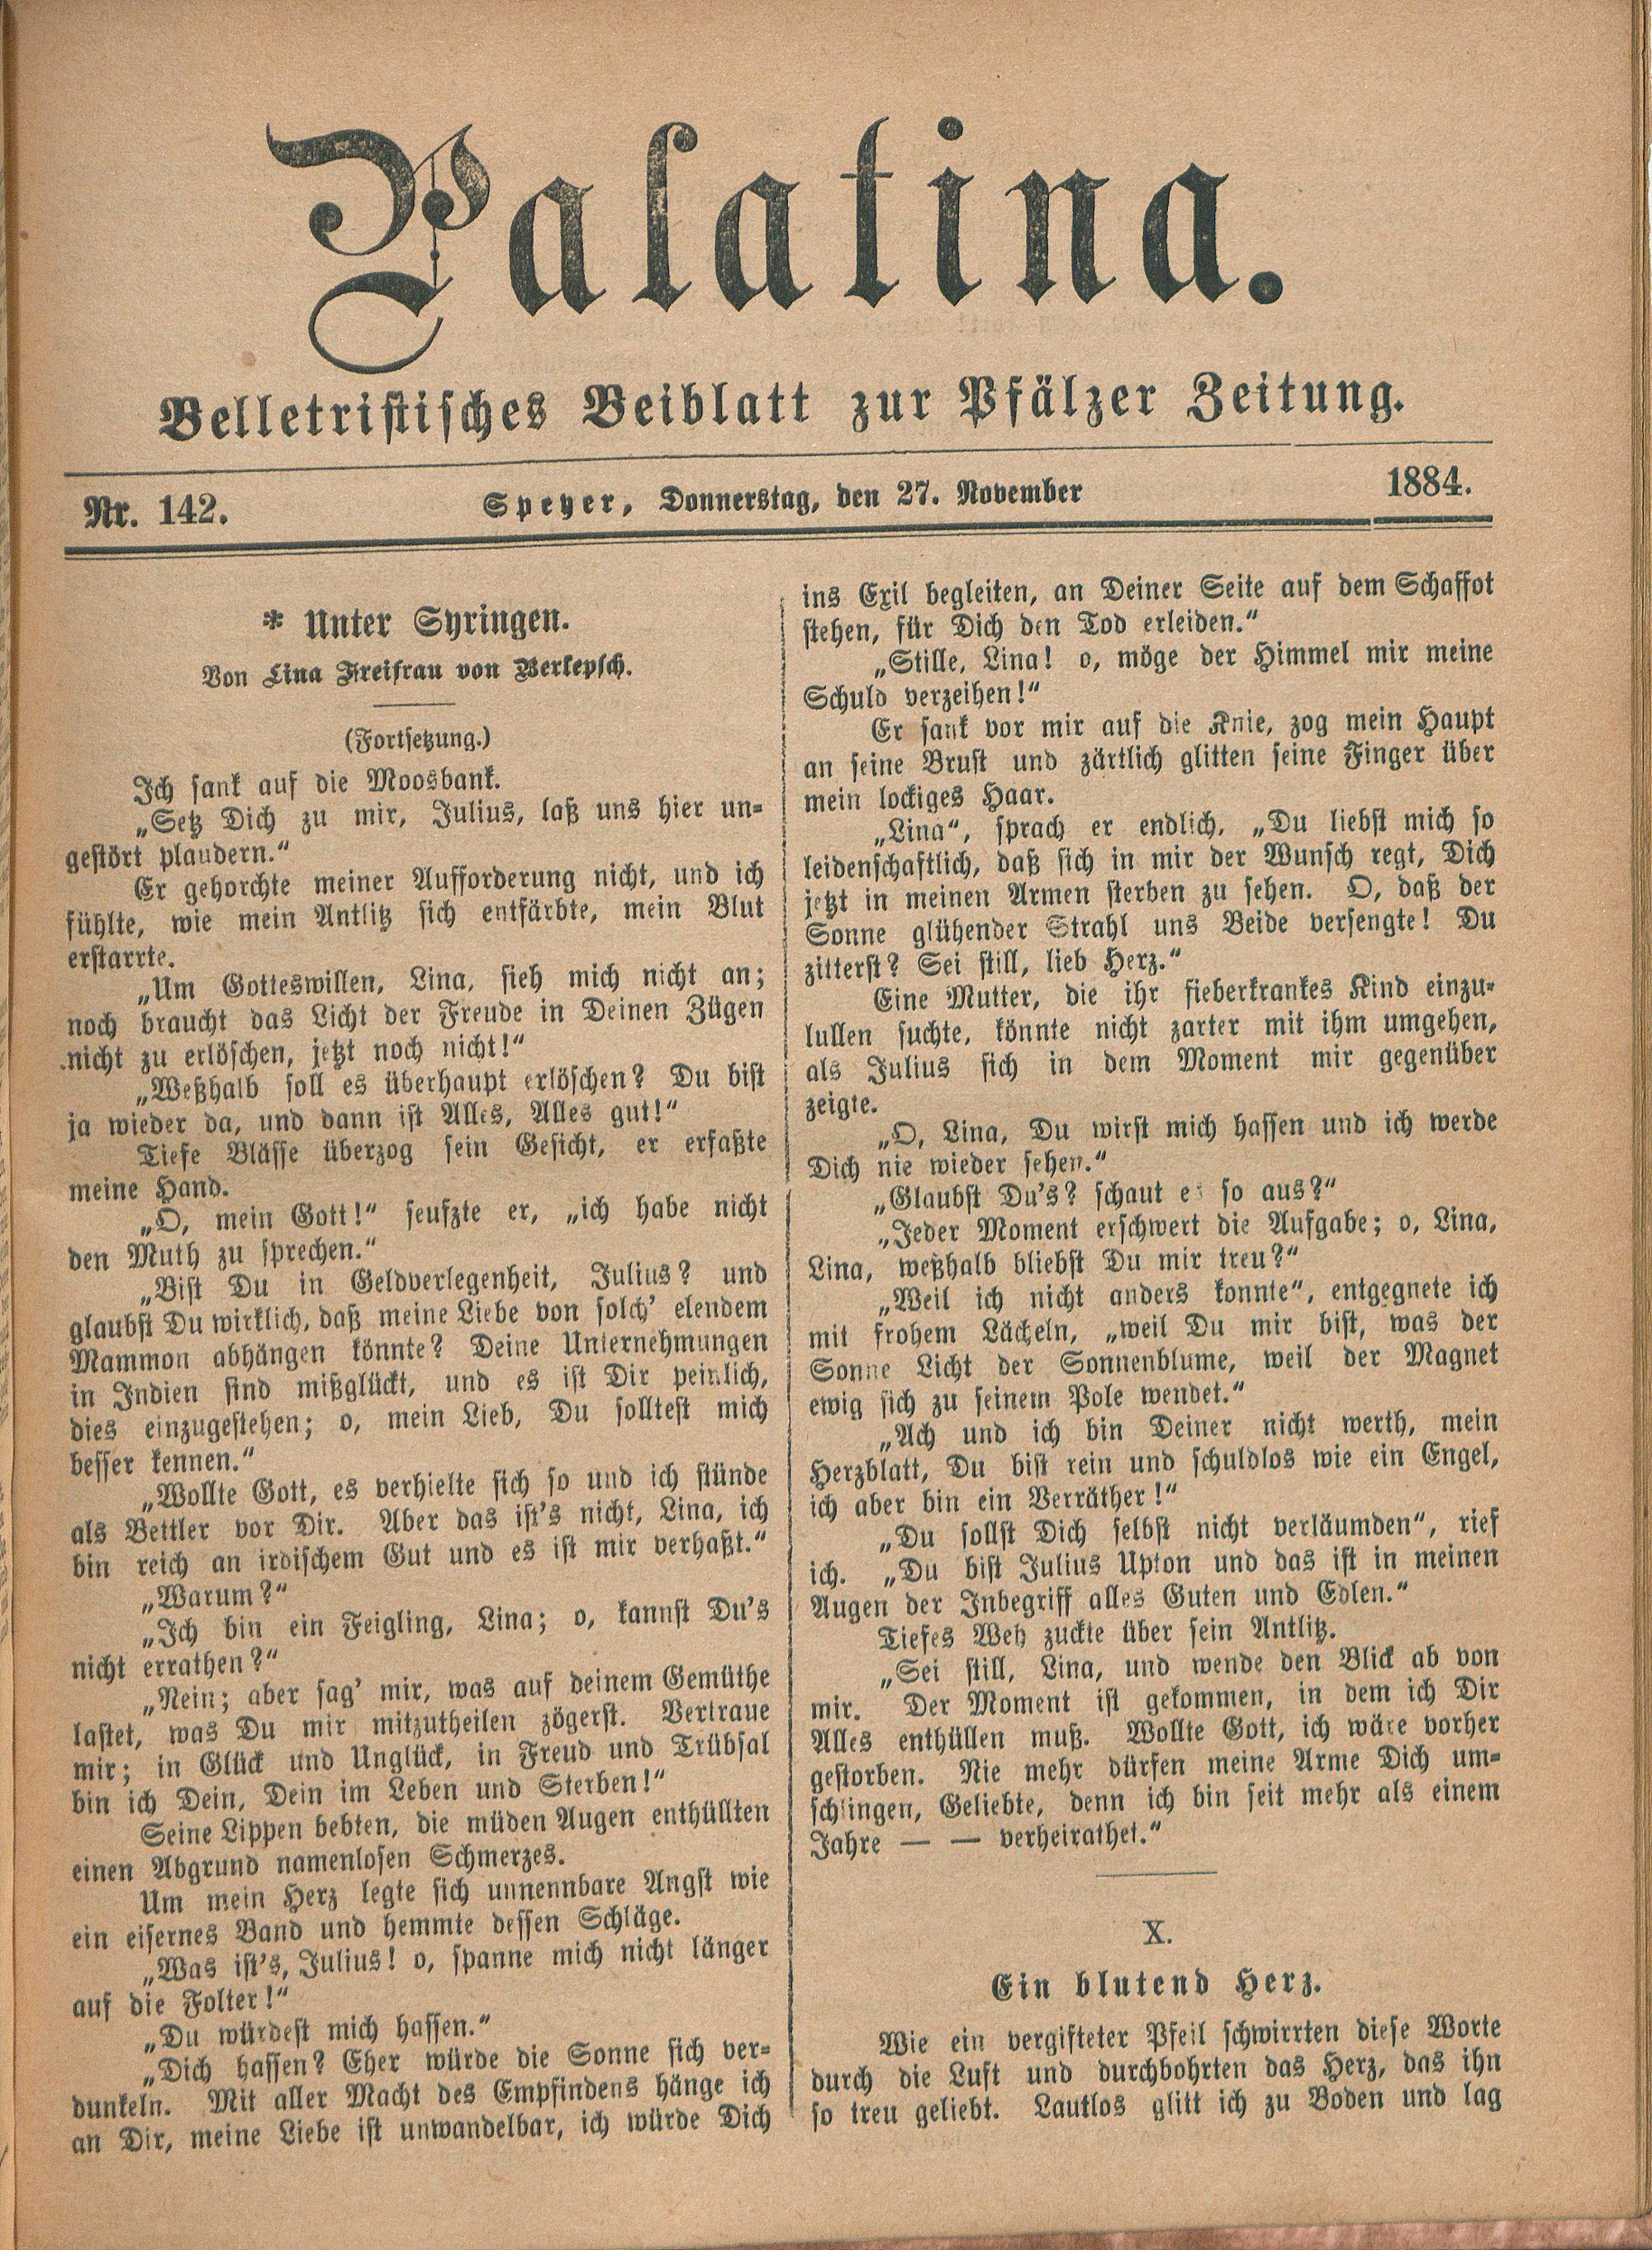 Palatina.
Belletristisches Beiblatt zur Pfälzer Zeitung.
Nr. 142. Speyer, Donnerstag, den 27. November 1884.
* Unter Syringen.
Von Lina Freifrau von Berlepsch.
(Fortsetzung.)
Ich sank auf die Moosbank.
„Setz Dich zu mir, Julius, laß uns hier un-
gestört plaudern.“
Er gehorchte meiner Aufforderung nicht, und ich
fühlte, wie mein Antlitz sich entfärbte, mein Blut
erstarrte.
„Um Gotteswillen, Lina, sieh mich nicht an;
noch braucht das Licht der Freude in Deinen Zügen
nicht zu erlöschen, jetzt noch nicht!“
„Weßhalb soll es überhaupt erlöschen? Du bist
ja wieder da, und dann ist Alles, Alles gut!“
Tiefe Blässe überzog sein Gesicht, er erfaßte
meine Hand.
„O, mein Gott!“ seufzte er, „ich habe nicht
den Muth zu sprechen.“
„Bist Du in Geldverlegenheit, Julius? und
glaubst Du wirklich, daß meine Liebe von solch’ elendem
Mammon abhängen könnte? Deine Unternehmungen
in Indien sind mißglückt, und es ist Dir peinlich,
dies einzugestehen; o, mein Lieb, Du solltest mich
besser kennen.“
„Wollte Gott, es verhielte sich so und ich stünde
als Bettler vor Dir. Aber das ist’s nicht, Lina, ich
bin reich an irdischem Gut und es ist mir verhaßt.“
„Warum?“
„Ich bin ein Feigling, Lina; o, kannst Du’s
nicht errathen?“
„Nein; aber sag’ mir, was auf deinem Gemüthe
lastet, was Du mir mitzutheilen zögerst. Vertraue
mir; in Glück und Unglück, in Freud und Trübsal
bin ich Dein, Dein im Leben und Sterben!“
Seine Lippen bebten, die müden Augen enthüllten
einen Abgrund namenlosen Schmerzes.
Um mein Herz legte sich unnennbare Angst wie
ein eisernes Band und hemmte dessen Schläge.
„Was ist’s, Julius! o, spanne mich nicht länger
auf die Folter!“
„Du würdest mich hassen.“
„Dich hassen? Eher würde die Sonne sich ver-
dunkeln. Mit aller Macht des Empfindens hänge ich
an Dir, meine Liebe ist unwandelbar, ich würde Dich
ins Exil begleiten, an Deiner Seite auf dem Schaffot
stehen, für Dich den Tod erleiden.“
„Stille, Lina! o, möge der Himmel mir meine
Schuld verzeihen!“
Er sank vor mir auf die Knie, zog mein Haupt
an seine Brust und zärtlich glitten seine Finger über
mein lockiges Haar.
„Lina“, sprach er endlich, „Du liebst mich so
leidenschaftlich, daß sich in mir der Wunsch regt, Dich
jetzt in meinen Armen sterben zu sehen. O, daß der
Sonne glühender Strahl uns Beide versengte! Du
zitterst? Sei still, lieb Herz.“
Eine Mutter, die ihr fieberkrankes Kind einzu-
lullen suchte, könnte nicht zarter mit ihm umgehen,
als Julius sich in dem Moment mir gegenüber
zeigte.
„O, Lina, Du wirst mich hassen und ich werde
Dich nie wieder sehen.“
„Glaubst Du’s? schaut es so aus?“
„Jeder Moment erschwert die Aufgabe; o, Lina,
Lina, weßhalb bliebst Du mir treu?“
„Weil ich nicht anders konnte“, entgegnete ich
mit frohem Lächeln, „weil Du mir bist, was der
Sonne Licht der Sonnenblume, weil der Magnet
ewig sich zu seinem Pole wendet.“
„Ach und ich bin Deiner nicht werth, mein
Herzblatt, Du bist rein und schuldlos wie ein Engel,
ich aber bin ein Verräther!“
„Du sollst Dich selbst nicht verläumden“, rief
ich. „Du bist Julius Upton und das ist in meinen
Augen der Inbegriff alles Guten und Edlen.“
Tiefes Weh zuckte über sein Antlitz.
„Sei still, Lina, und wende den Blick ab von
mir. Der Moment ist gekommen, in dem ich Dir
Alles enthüllen muß. Wollte Gott, ich wäre vorher
gestorben. Nie mehr dürfen meine Arme Dich um-
schlingen, Geliebte, denn ich bin seit mehr als einem
Jahre — — verheirathet.“
X.
Ein blutend Herz.
Wie ein vergifteter Pfeil schwirrten diese Worte
durch die Luft und durchbohrten das Herz, das ihn
so treu geliebt. Lautlos glitt ich zu Boden und lag